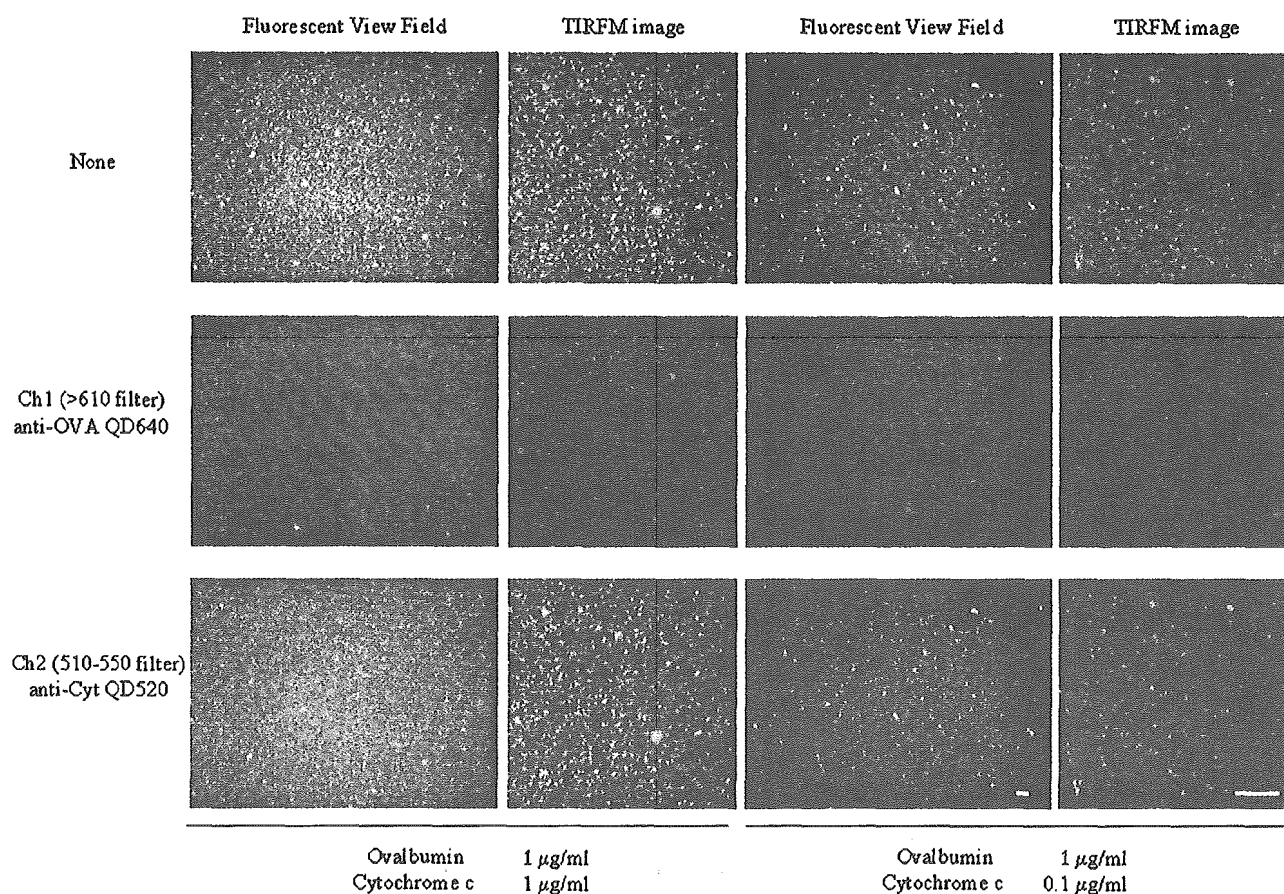 Fluorescent View Field TIRFM image Fluorescent View Field TIRFM image
None
Ch1 (>610 filter)
anti-OVA QD640
Ch2 (510-550 filter)
anti-Cyt QD520
Ovalbumin 1 μg/ml Ovalbumin 1 μg/ml
Cytochrome c 1 μg/ml Cytochrome c 0.1 μg/ml